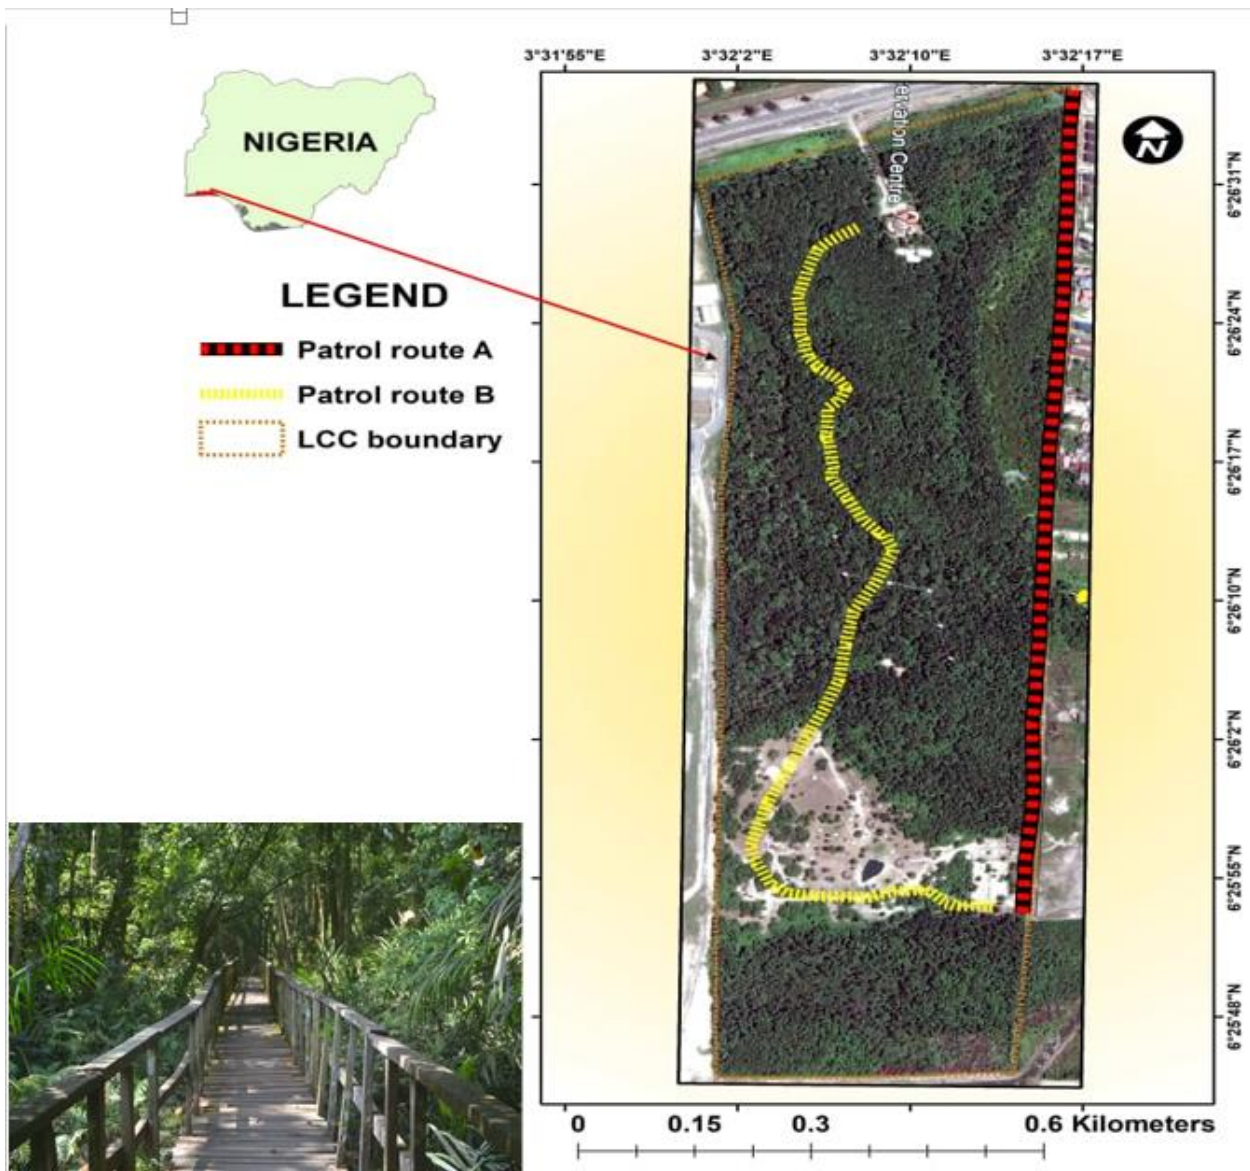 3°31'55"E 3°32'2"E 3°32'10"E 3°32'17"E
NIGERIA
LEGEND
Patrol route A
Patrol route B
LCC boundary
ervation Centre
N
6°26'31"N
6°26'24"N
6°26'17"N
6°26'10"N
6°26'2"N
6°25'55"N
6°25'48"N
0 0.15 0.3 0.6 Kilometers